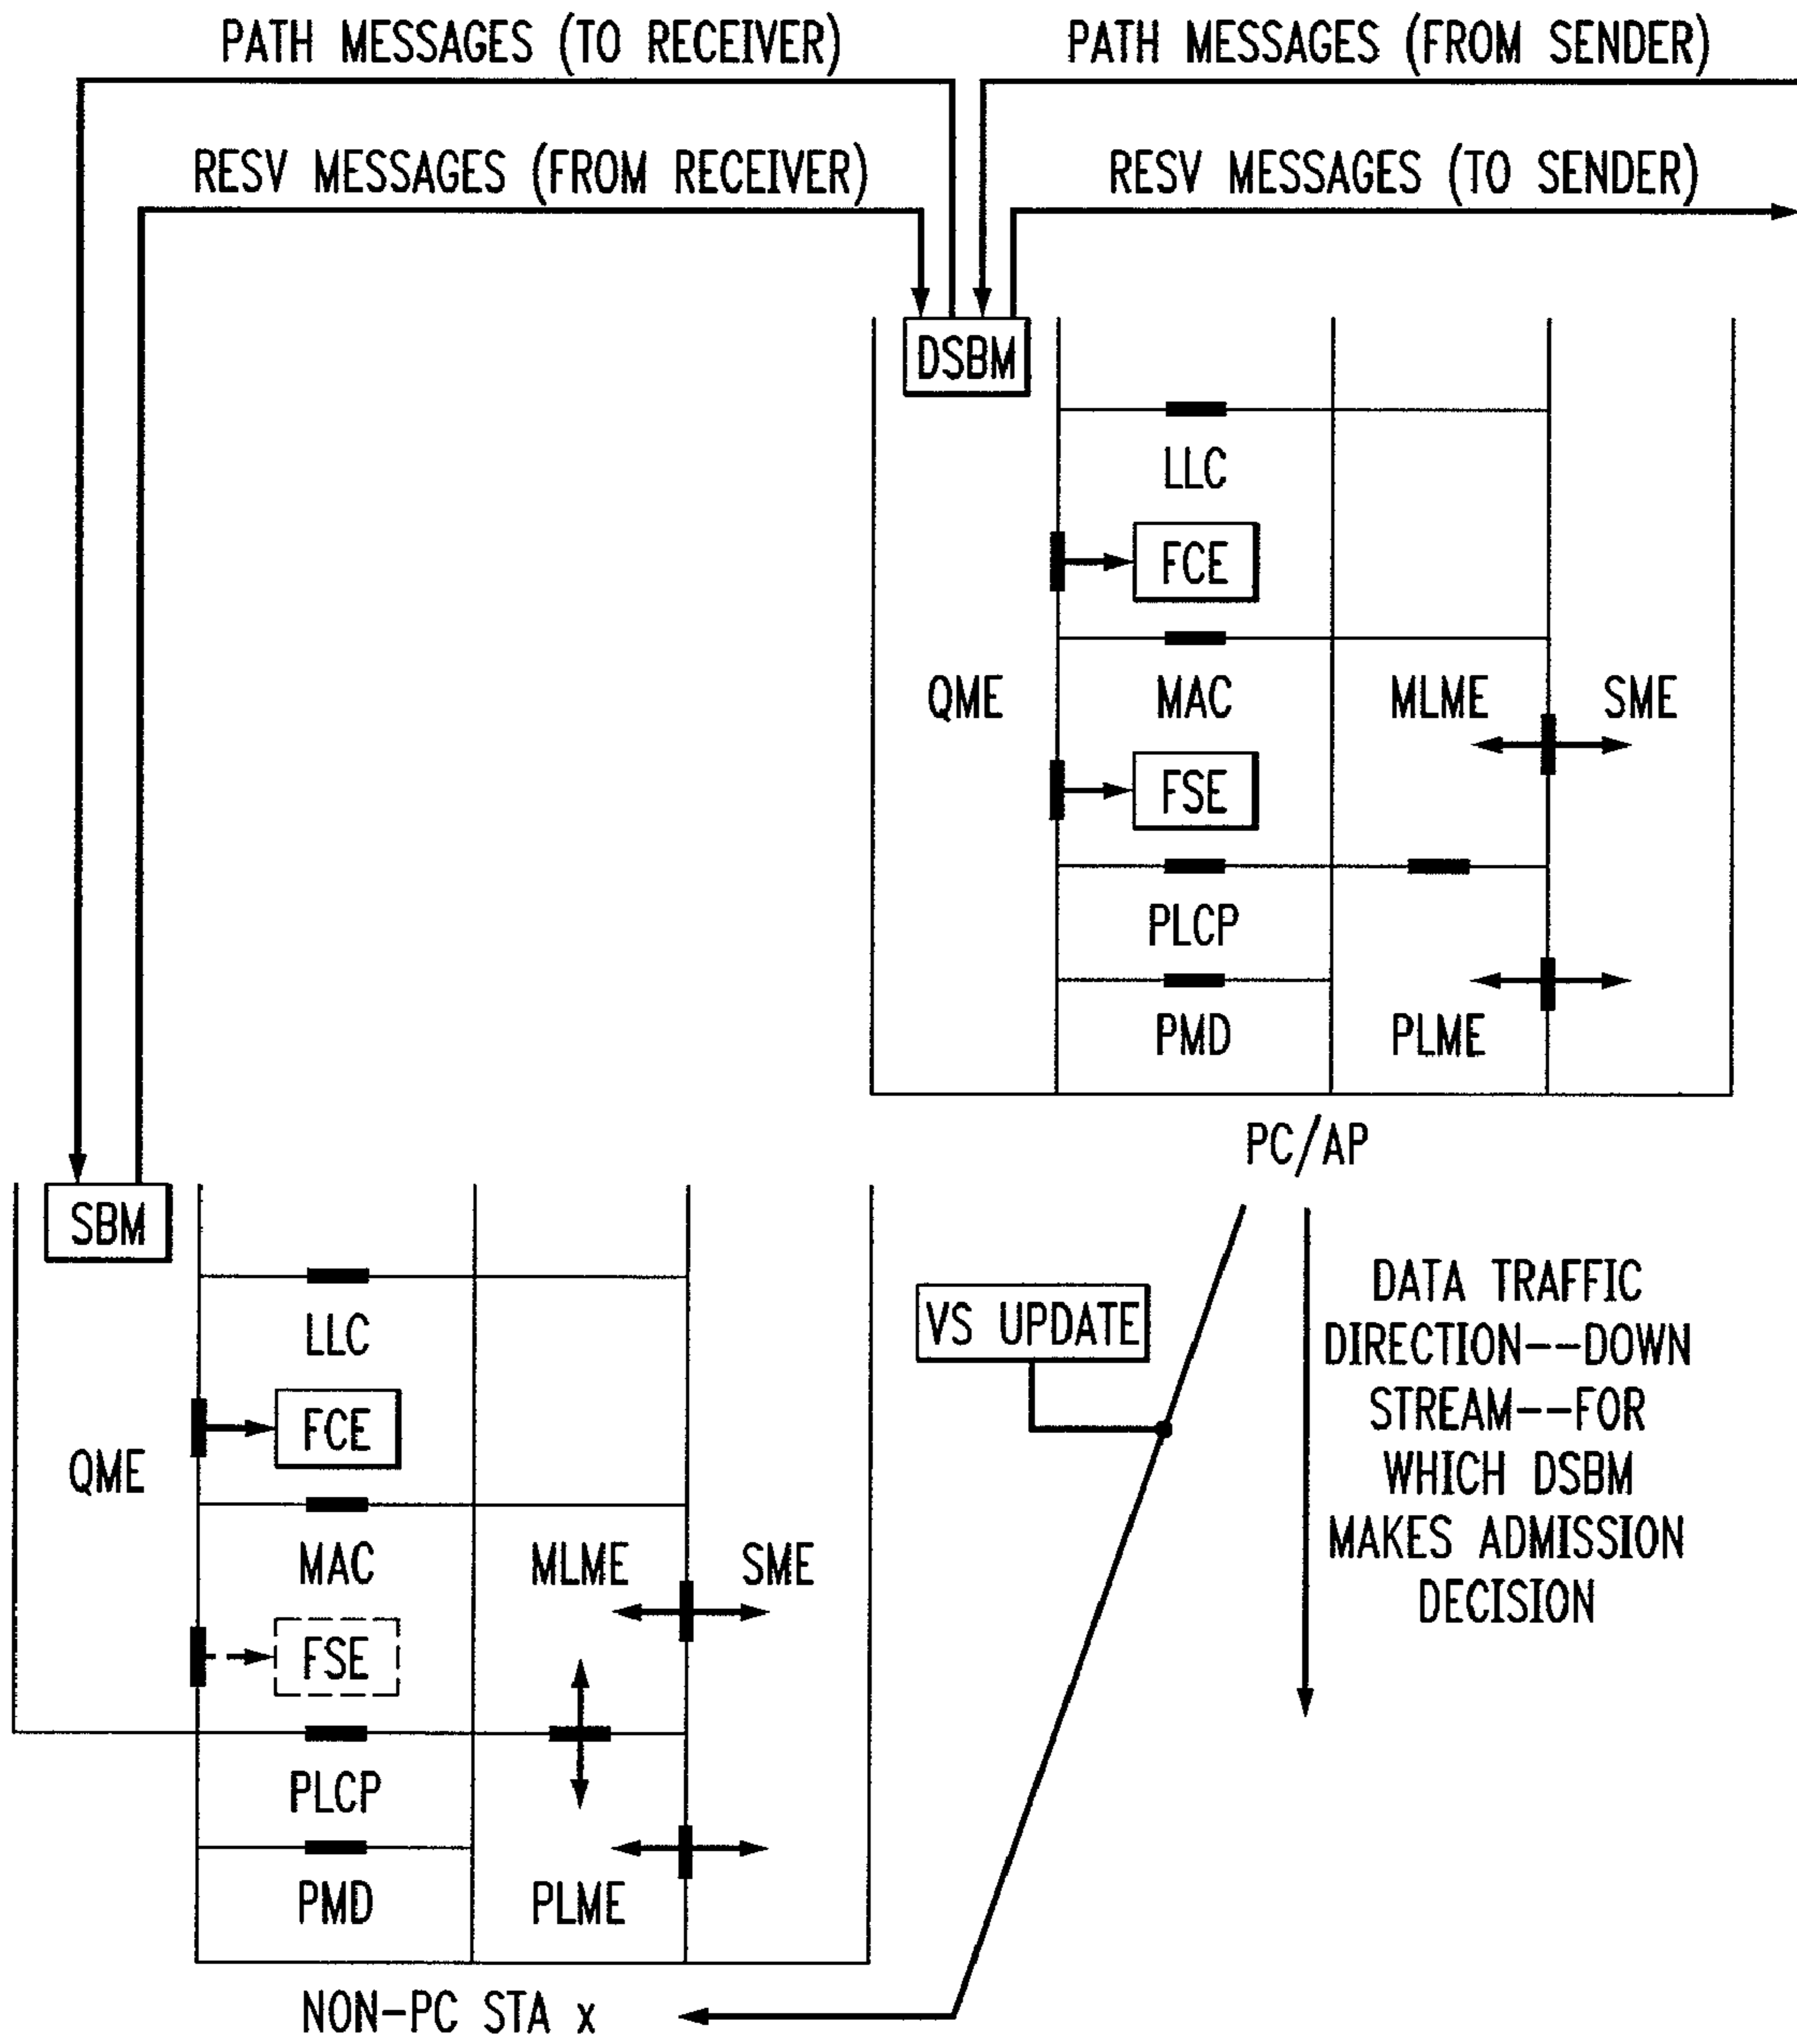 PATH MESSAGES (TO RECEIVER)
PATH MESSAGES (FROM SENDER)
RESV MESSAGES (FROM RECEIVER)
RESV MESSAGES (TO SENDER)
DSBM
LLC
FCE
QME
MAC
MLME
SME
FSE
PLCP
PMD
PLME
PC/AP
SBM
LLC
FCE
QME
MAC
MLME
SME
FSE
PLCP
PMD
PLME
NON-PC STA x
VS UPDATE
DATA TRAFFIC
DIRECTION--DOWN
STREAM--FOR
WHICH DSBM
MAKES ADMISSION
DECISION